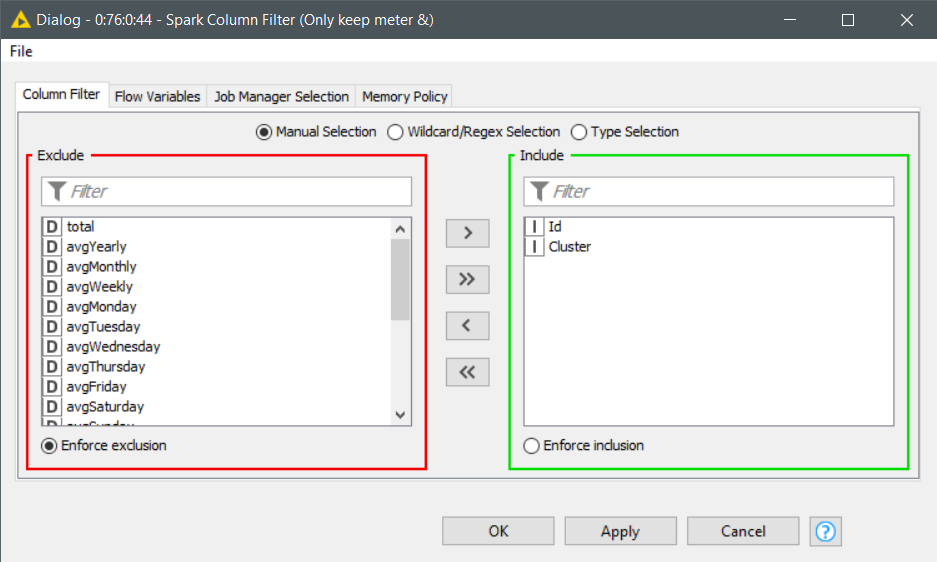 Dialog - 0:76:0:44 - Spark Column Filter (Only keep meter &)
File
Column Filter Flow Variables Job Manager Selection Memory Policy
Manual Selection Wildcard/Regex Selection Type Selection
Exclude
Filter
D total
D avgYearly
D avgMonthly
D avgWeekly
D avgMonday
D avgTuesday
D avgWednesday
D avgThursday
D avgFriday
D avgSaturday
D avgSunday
Enforce exclusion
>
>>
<
<<
Include
Filter
I Id
I Cluster
Enforce inclusion
OK Apply Cancel ?